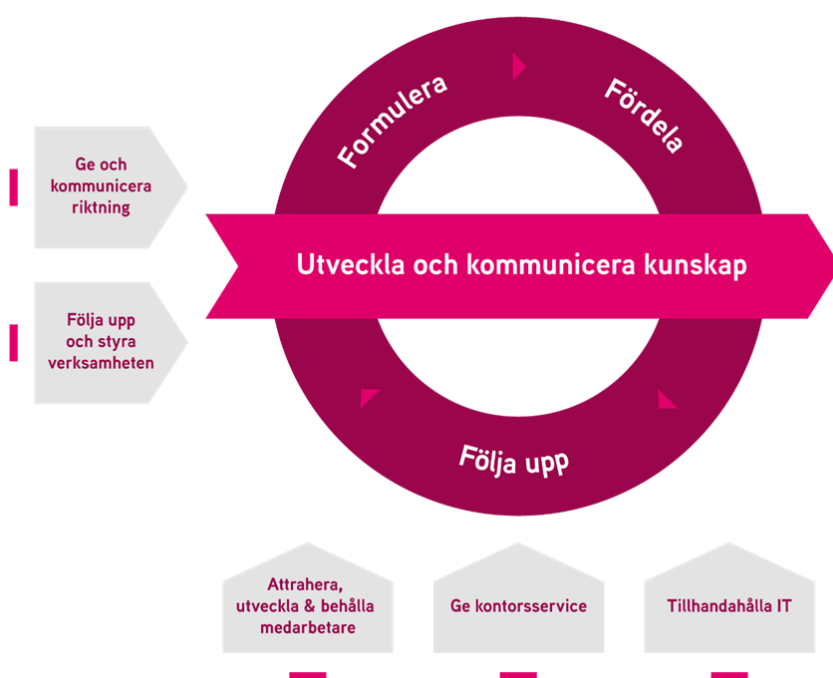 Formulera
Fördela
Ge och
kommunicera
riktning
Utveckla och kommunicera kunskap
Följa upp
och styra
verksamheten
Följa upp
Attrahera,
utveckla & behålla
medarbetare
Ge kontorsservice
Tillhandahålla IT